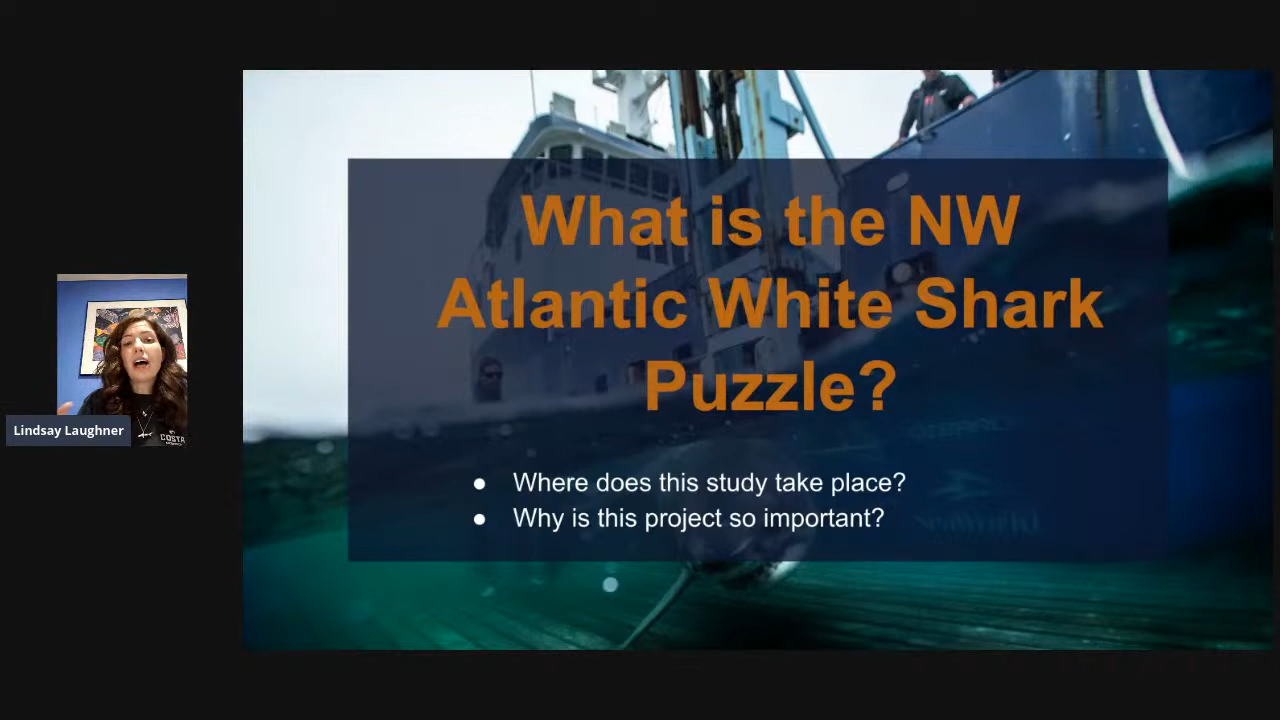 What is the NW
Atlantic White Shark
Puzzle?
● Where does this study take place?
● Why is this project so important?
Lindsay Laughner
COSTA